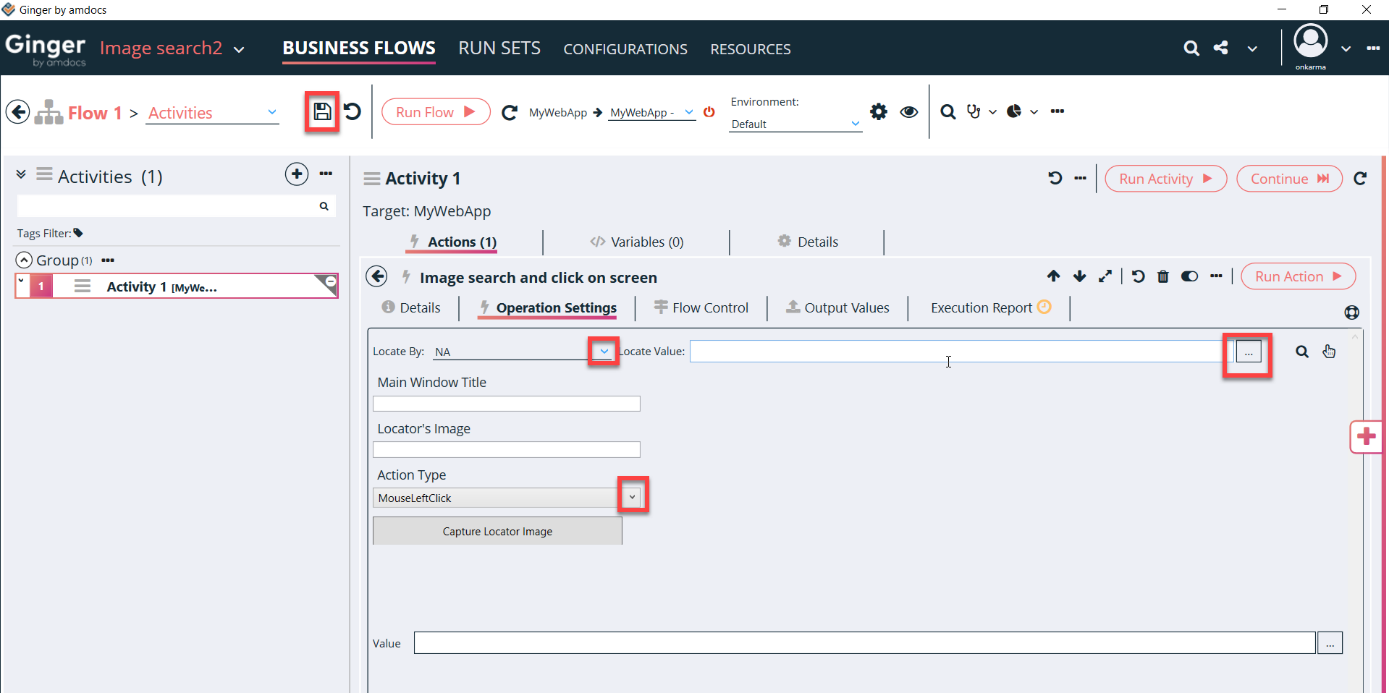 Ginger by amdocs
Ginger by amdocs Image search2 BUSINESS FLOWS RUN SETS CONFIGURATIONS RESOURCES onkarma
Flow 1 > Activities Run Flow MyWebApp MyWebApp - Environment: Default
Activities (1)
Tags Filter:
Group (1)
1 Activity 1 [MyWe...
Activity 1 Run Activity Continue
Target: MyWebApp
Actions (1) Variables (0) Details
Image search and click on screen Run Action
Details Operation Settings Flow Control Output Values Execution Report
Locate By: NA Locate Value: ...
Main Window Title
Locator's Image
Action Type
MouseLeftClick
Capture Locator Image
Value ...